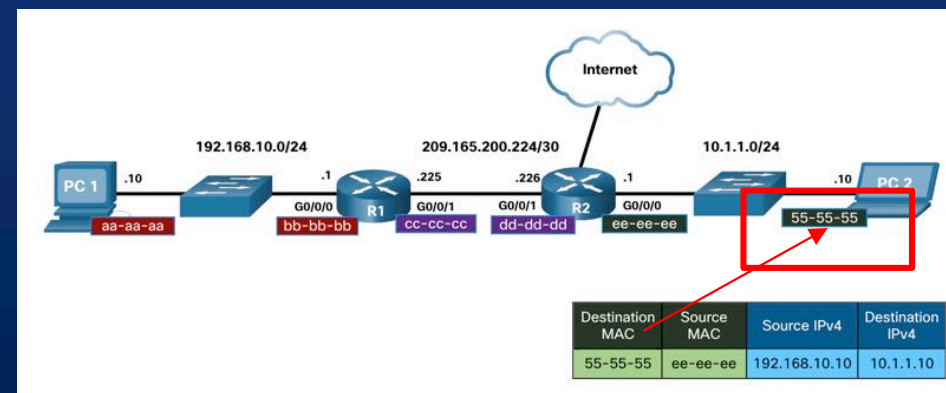 Internet
192.168.10.0/24
209.165.200.224/30
10.1.1.0/24
PC 1
.10
.1
.225
.226
.1
.10
PC 2
G0/0/0
R1
G0/0/1
G0/0/1
R2
G0/0/0
aa-aa-aa
bb-bb-bb
cc-cc-cc
dd-dd-dd
ee-ee-ee
55-55-55
Destination MAC
Source MAC
Source IPv4
Destination IPv4
55-55-55
ee-ee-ee
192.168.10.10
10.1.1.10